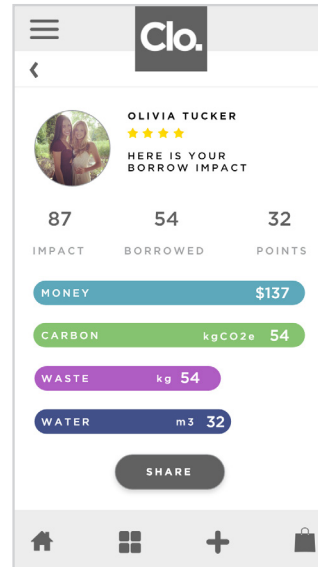 Clo.
OLIVIA TUCKER
HERE IS YOUR
BORROW IMPACT
87 54 32
IMPACT BORROWED POINTS
MONEY $137
CARBON kgCO2e 54
WASTE kg 54
WATER m3 32
SHARE